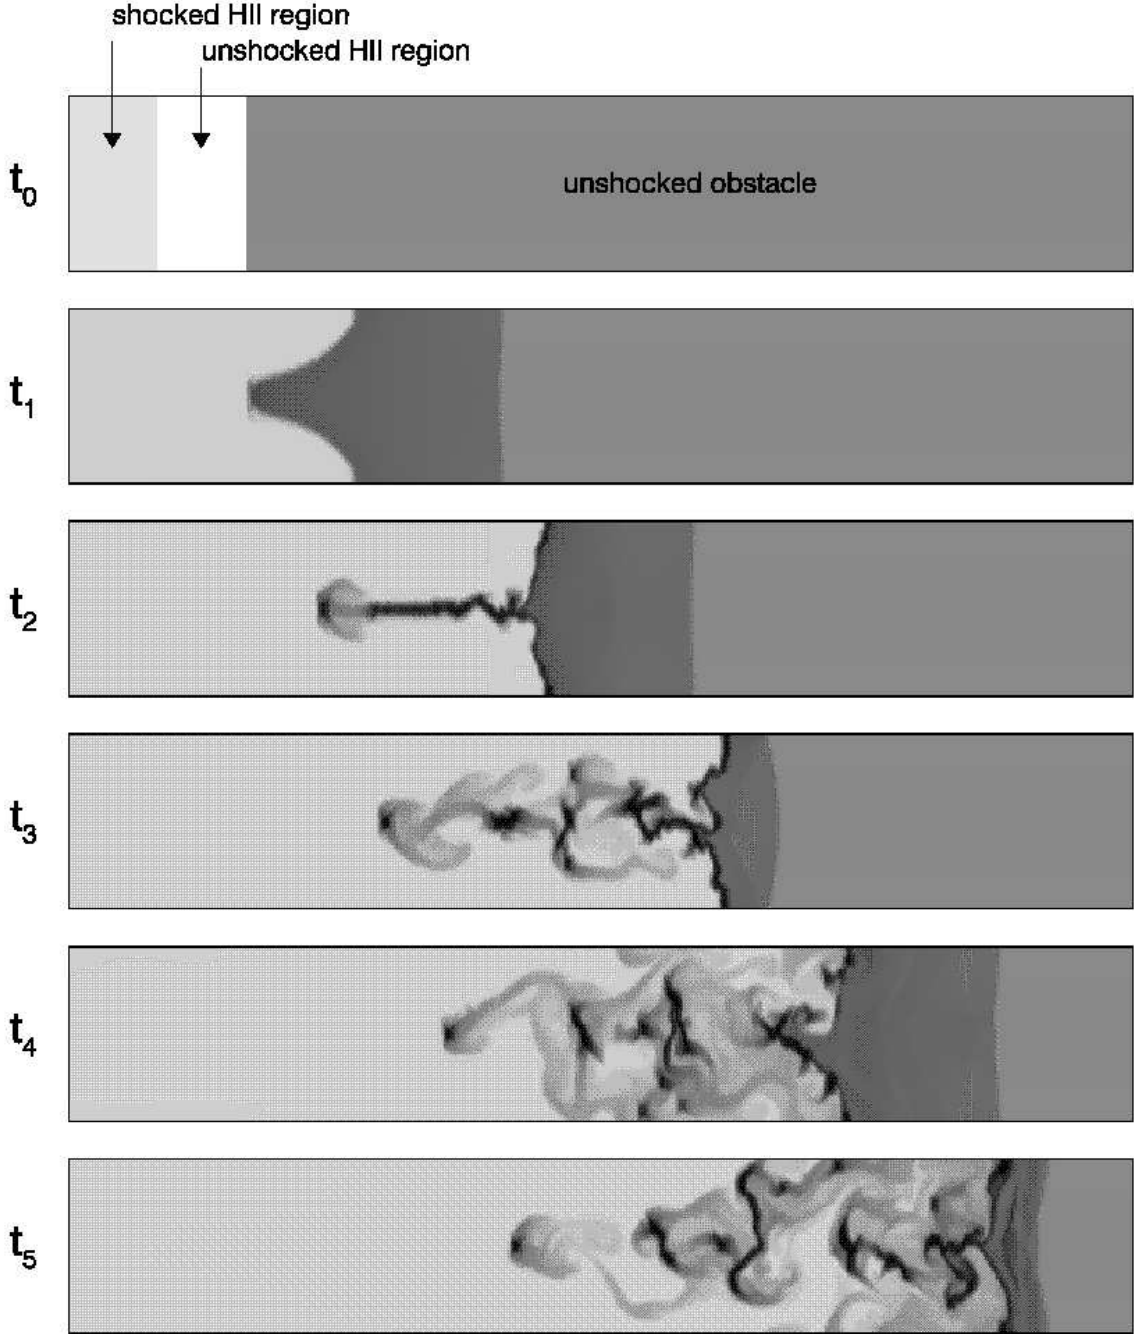 shocked HII region
unshocked HII region
t0
unshocked obstacle
t1
t2
t3
t4
t5